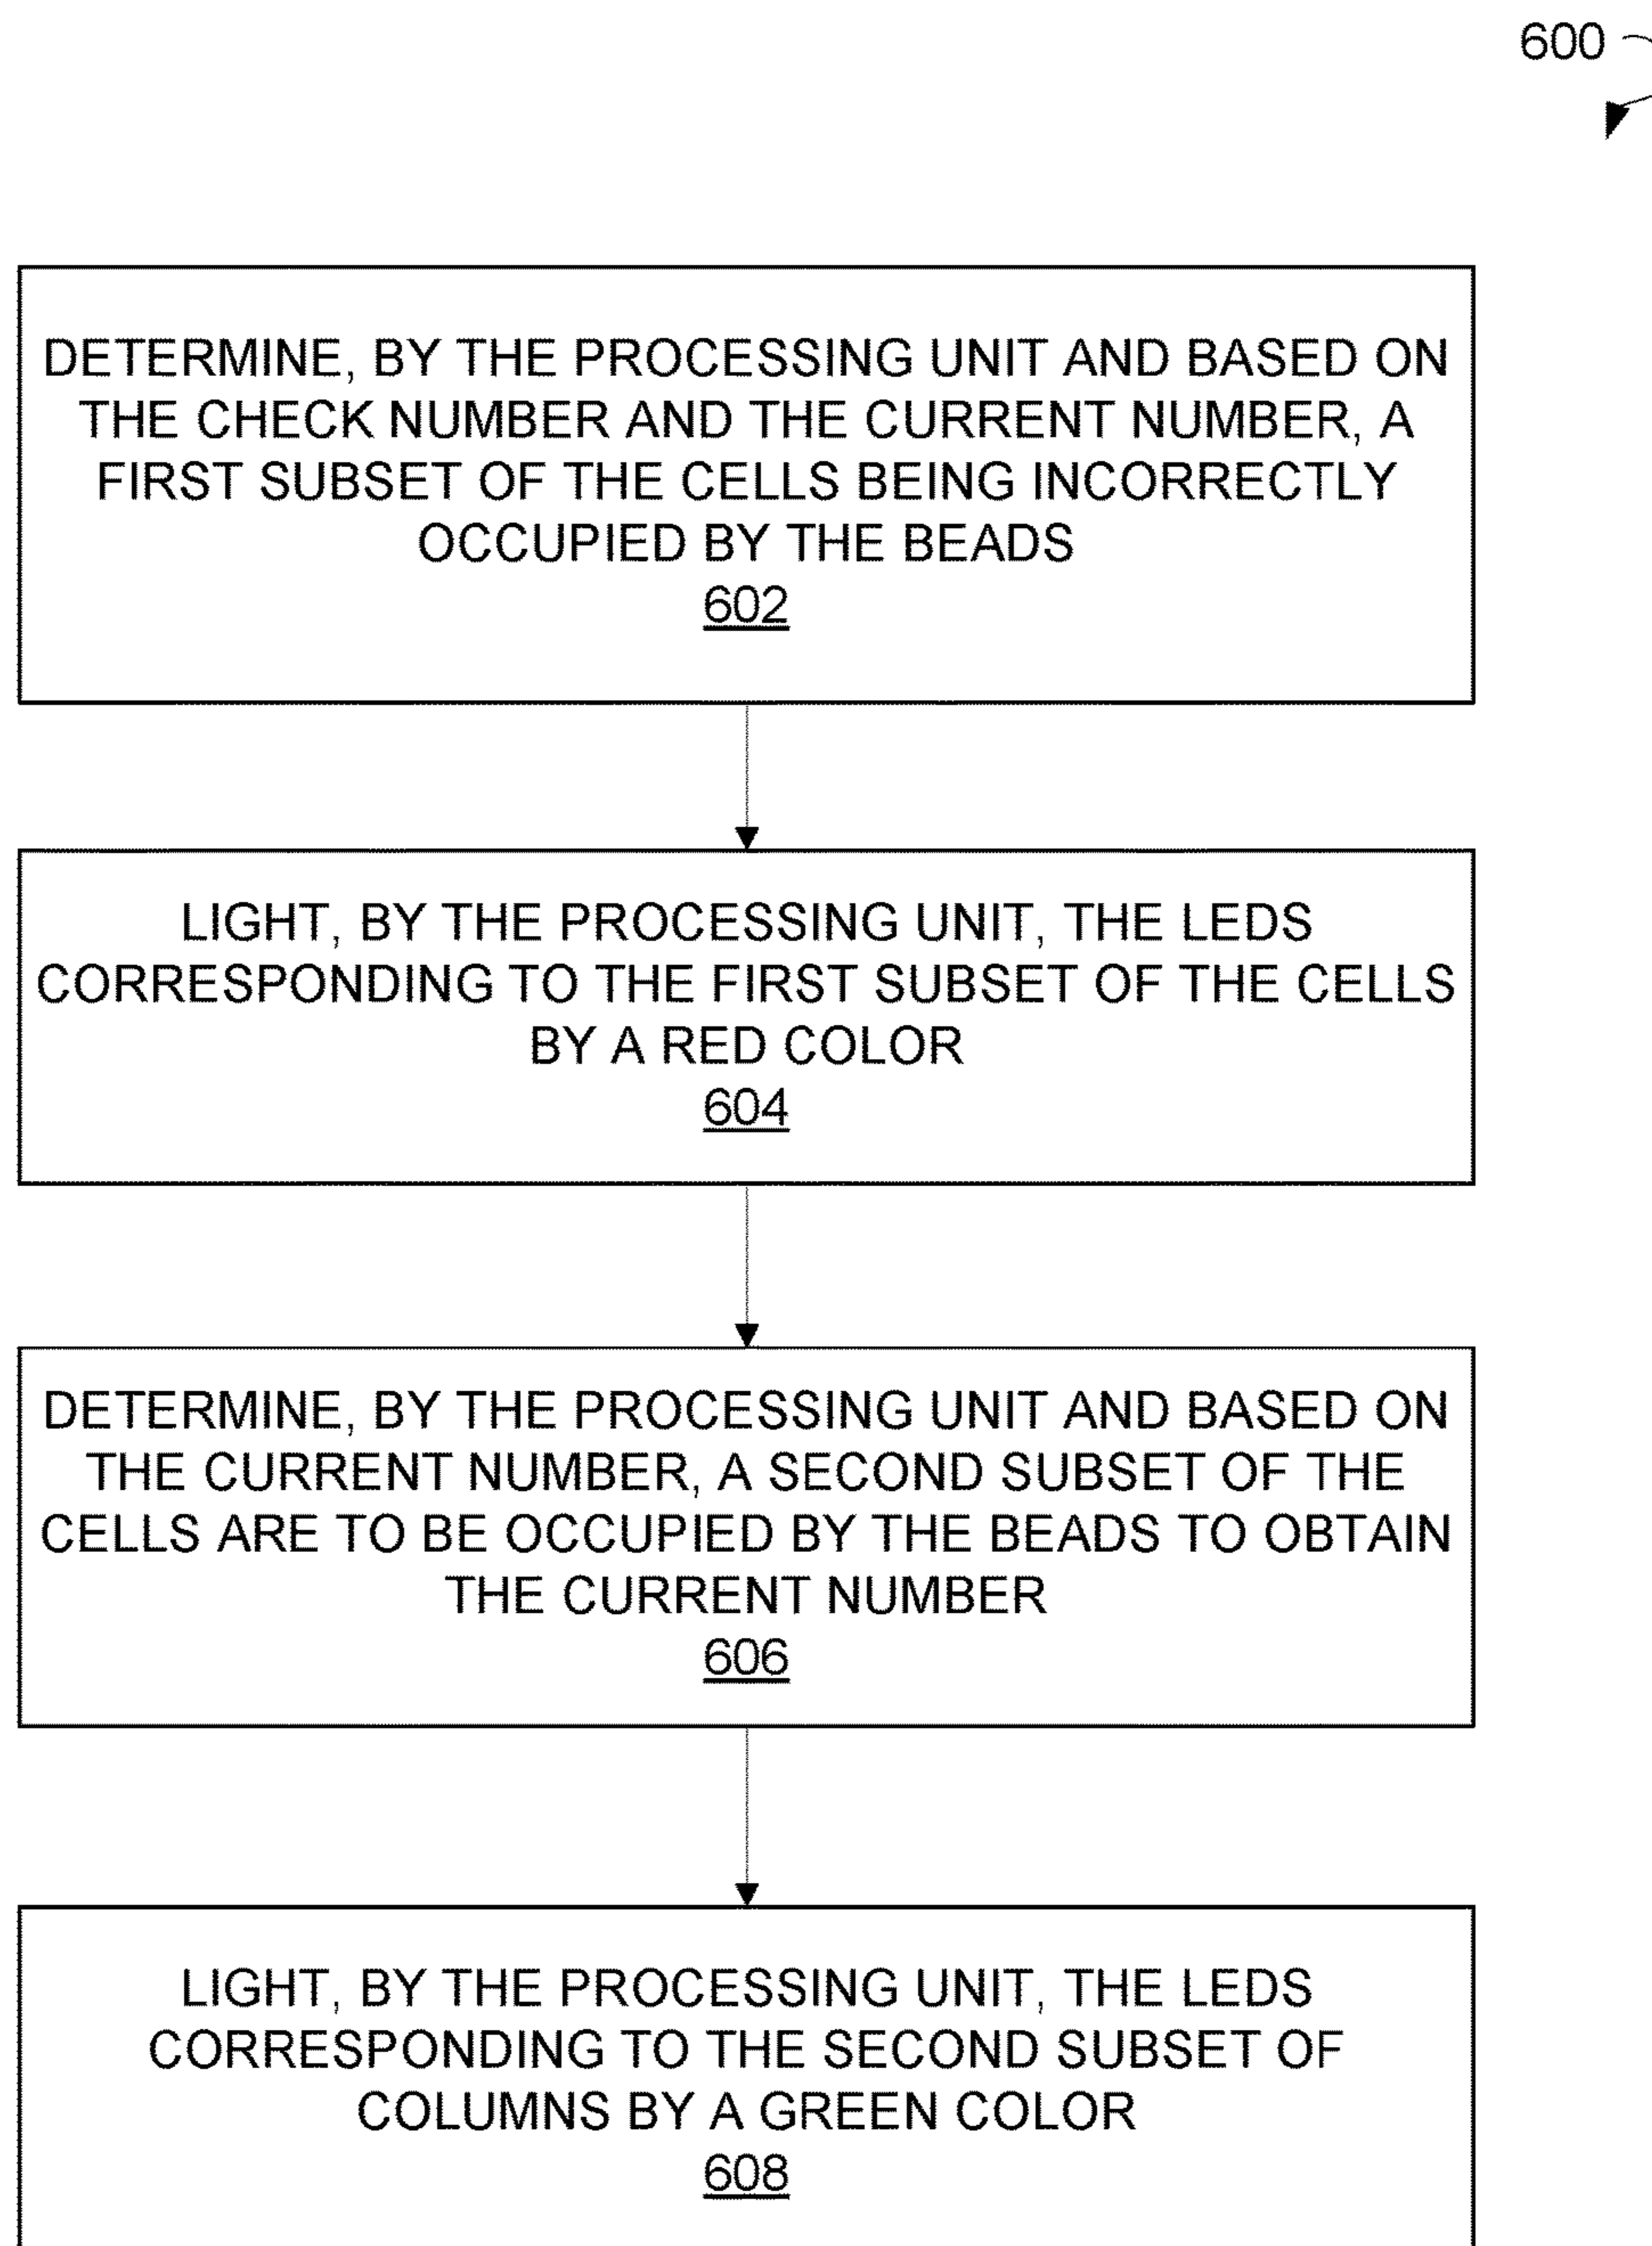 600
DETERMINE, BY THE PROCESSING UNIT AND BASED ON
THE CHECK NUMBER AND THE CURRENT NUMBER, A
FIRST SUBSET OF THE CELLS BEING INCORRECTLY
OCCUPIED BY THE BEADS
602
LIGHT, BY THE PROCESSING UNIT, THE LEDS
CORRESPONDING TO THE FIRST SUBSET OF THE CELLS
BY A RED COLOR
604
DETERMINE, BY THE PROCESSING UNIT AND BASED ON
THE CURRENT NUMBER, A SECOND SUBSET OF THE
CELLS ARE TO BE OCCUPIED BY THE BEADS TO OBTAIN
THE CURRENT NUMBER
606
LIGHT, BY THE PROCESSING UNIT, THE LEDS
CORRESPONDING TO THE SECOND SUBSET OF
COLUMNS BY A GREEN COLOR
608